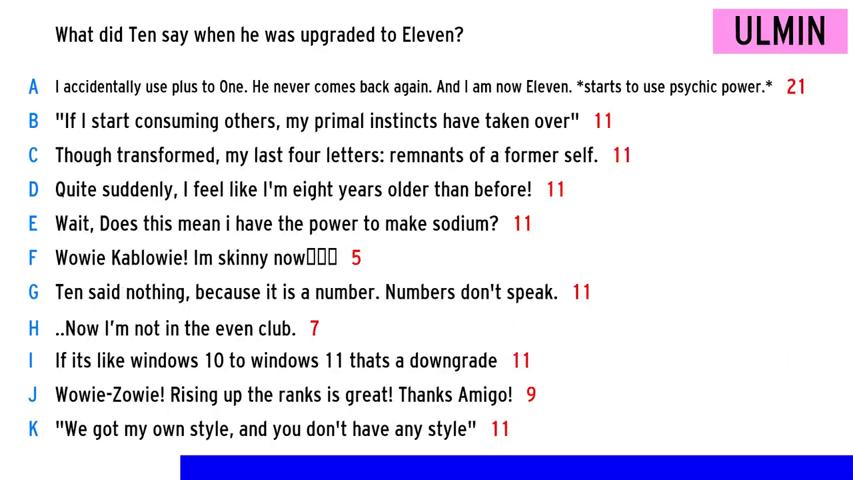 What did Ten say when he was upgraded to Eleven?
ULMIN
A I accidentally use plus to One. He never comes back again. And I am now Eleven. *starts to use psychic power.* 21
B "If I start consuming others, my primal instincts have taken over" 11
C Though transformed, my last four letters: remnants of a former self. 11
D Quite suddenly, I feel like I'm eight years older than before! 11
E Wait, Does this mean i have the power to make sodium? 11
F Wowie Kablowie! Im skinny now▯▯▯ 5
G Ten said nothing, because it is a number. Numbers don't speak. 11
H ..Now I’m not in the even club. 7
I If its like windows 10 to windows 11 thats a downgrade 11
J Wowie-Zowie! Rising up the ranks is great! Thanks Amigo! 9
K "We got my own style, and you don't have any style" 11